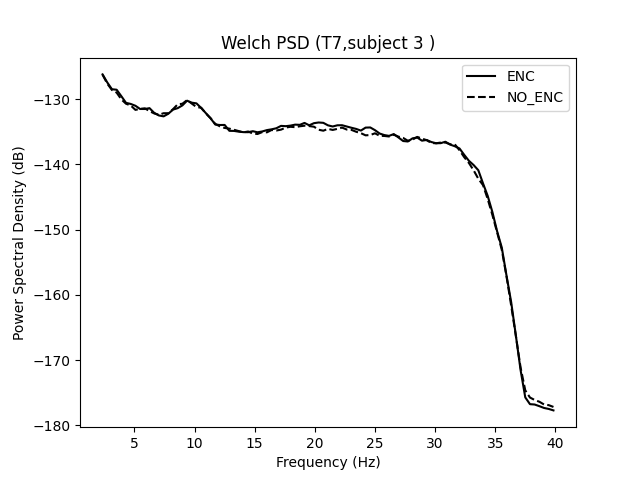 Welch PSD (T7,subject 3 )
ENC
NO_ENC
Power Spectral Density (dB)
−130
−140
−150
−160
−170
−180
5 10 15 20 25 30 35 40
Frequency (Hz)